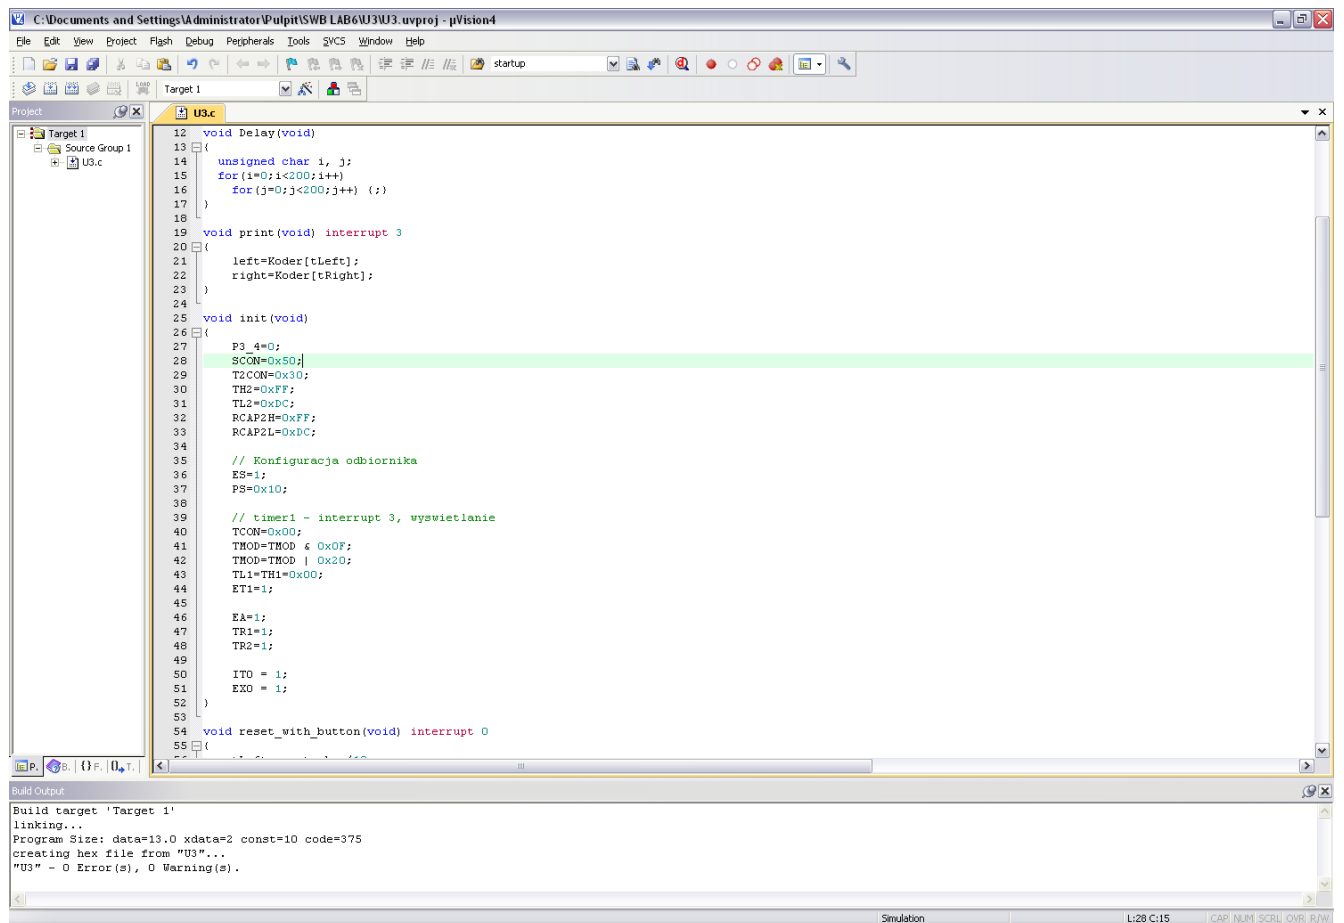 C:\Documents and Settings\Administrator\Pulpit\SWB LAB6\U3\U3.uvproj - µVision4
File Edit View Project Flash Debug Peripherals Tools SVCS Window Help
startup
LOAD Target 1
Project
U3.c
Target 1
Source Group 1
U3.c
12 void Delay(void)
13 {
14 unsigned char i, j;
15 for(i=0;i<200;i++)
16 for(j=0;j<200;j++) {;}
17 }
18
19 void print(void) interrupt 3
20 {
21 left=Koder[tLeft];
22 right=Koder[tRight];
23 }
24
25 void init(void)
26 {
27 P3_4=0;
28 SCON=0x50;
29 T2CON=0x30;
30 TH2=0xFF;
31 TL2=0xDC;
32 RCAP2H=0xFF;
33 RCAP2L=0xDC;
34
35 // Konfiguracja odbiornika
36 ES=1;
37 PS=0x10;
38
39 // timer1 - interrupt 3, wyswietlanie
40 TCON=0x00;
41 TMOD=TMOD & 0x0F;
42 TMOD=TMOD | 0x20;
43 TL1=TH1=0x00;
44 ET1=1;
45
46 EA=1;
47 TR1=1;
48 TR2=1;
49
50 IT0 = 1;
51 EX0 = 1;
52 }
53
54 void reset_with_button(void) interrupt 0
55 {
P. B. {} F. 0 T.
Build Output
Build target 'Target 1'
linking...
Program Size: data=13.0 xdata=2 const=10 code=375
creating hex file from "U3"...
"U3" - 0 Error(s), 0 Warning(s).
Simulation L:28 C:15 CAP NUM SCRL OVR R/W